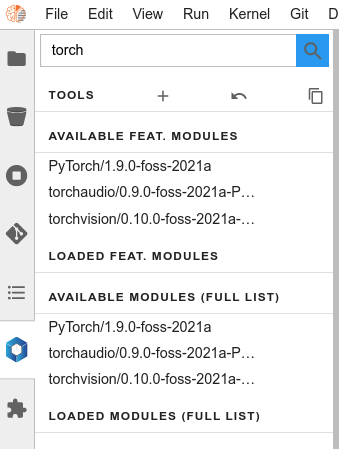 File Edit View Run Kernel Git D
torch
TOOLS
AVAILABLE FEAT. MODULES
PyTorch/1.9.0-foss-2021a
torchaudio/0.9.0-foss-2021a-P…
torchvision/0.10.0-foss-2021a-…
LOADED FEAT. MODULES
AVAILABLE MODULES (FULL LIST)
PyTorch/1.9.0-foss-2021a
torchaudio/0.9.0-foss-2021a-P…
torchvision/0.10.0-foss-2021a-…
LOADED MODULES (FULL LIST)